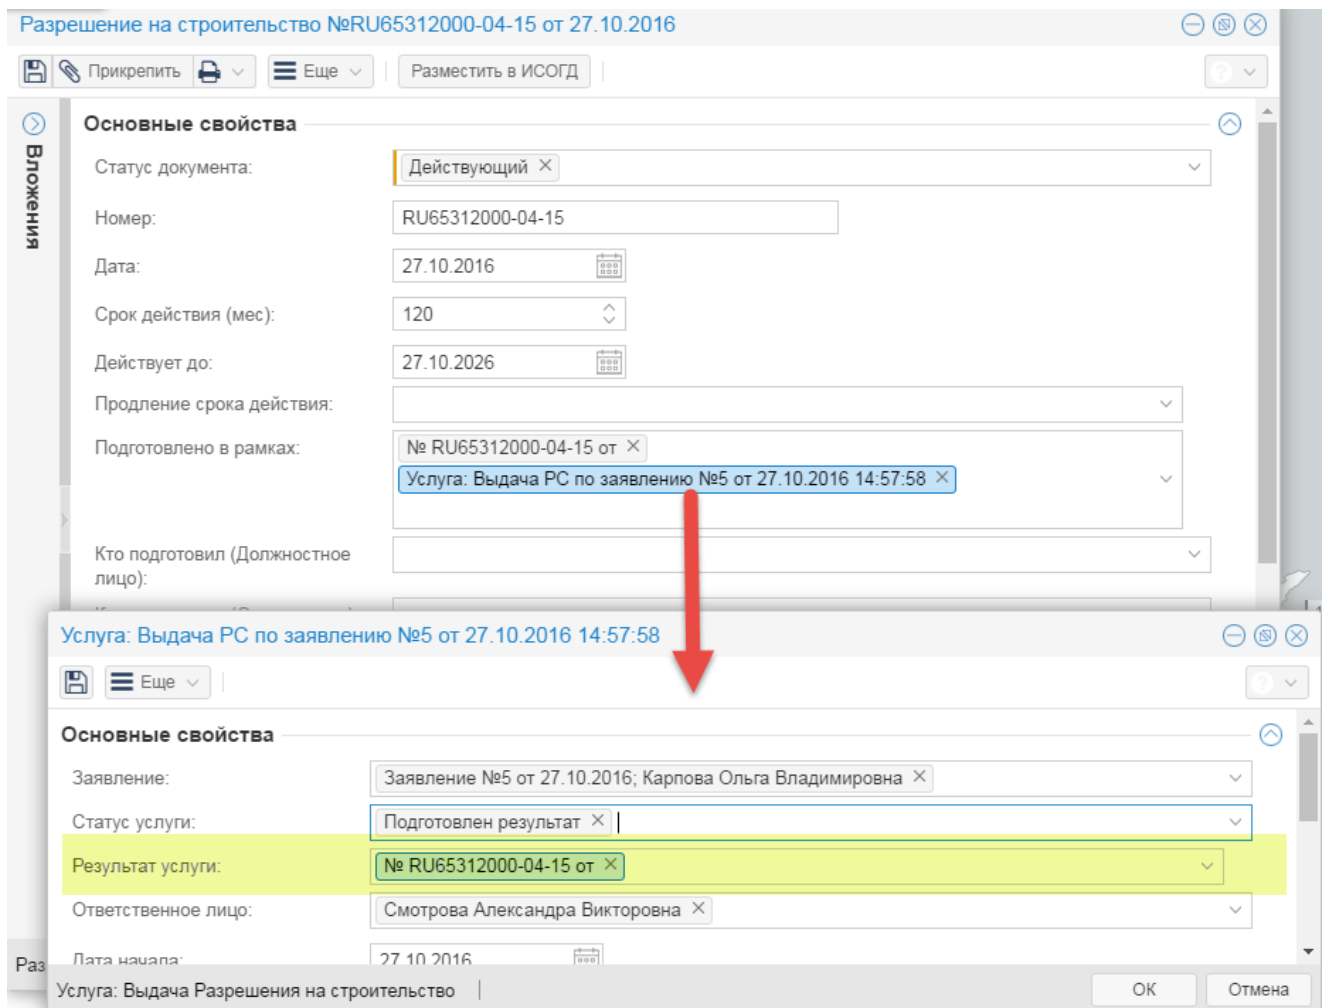 Разрешение на строительство №RU65312000-04-15 от 27.10.2016
Прикрепить Еще Разместить в ИСОГД ?
Вложения
Основные свойства
Статус документа: Действующий
Номер: RU65312000-04-15
Дата: 27.10.2016
Срок действия (мес): 120
Действует до: 27.10.2026
Продление срока действия:
Подготовлено в рамках: № RU65312000-04-15 от
Услуга: Выдача РС по заявлению №5 от 27.10.2016 14:57:58
Кто подготовил (Должностное
лицо):
Услуга: Выдача РС по заявлению №5 от 27.10.2016 14:57:58
Еще ?
Основные свойства
Заявление: Заявление №5 от 27.10.2016; Карпова Ольга Владимировна
Статус услуги: Подготовлен результат
Результат услуги: № RU65312000-04-15 от
Ответственное лицо: Смотрова Александра Викторовна
Дата начала: 27.10.2016
Раз
Услуга: Выдача Разрешения на строительство ОК Отмена